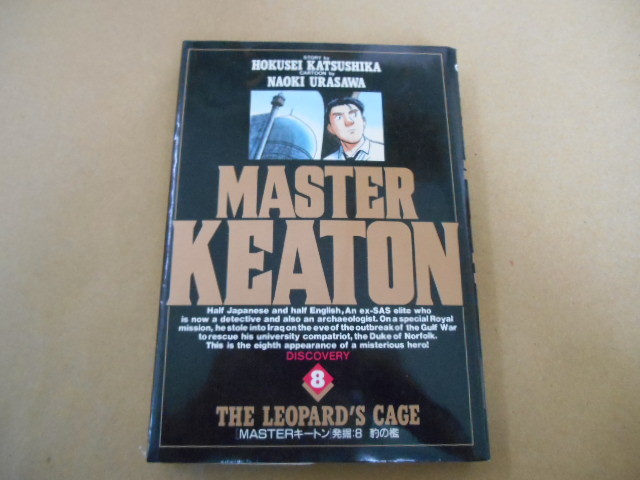 STORY by
HOKUSEI KATSUSHIKA
CARTOON by
NAOKI URASAWA
MASTER
KEATON
Half Japanese and half English, An ex-SAS elite who
is now a detective and also an archaeologist. On a special Royal
mission, he stole into Iraq on the eve of the outbreak of the Gulf War
to rescue his university compatriot, the Duke of Norfolk.
This is the eighth appearance of a misterious hero!
DISCOVERY
8
THE LEOPARD'S CAGE
[MASTERキートン]発掘:8 豹の檻